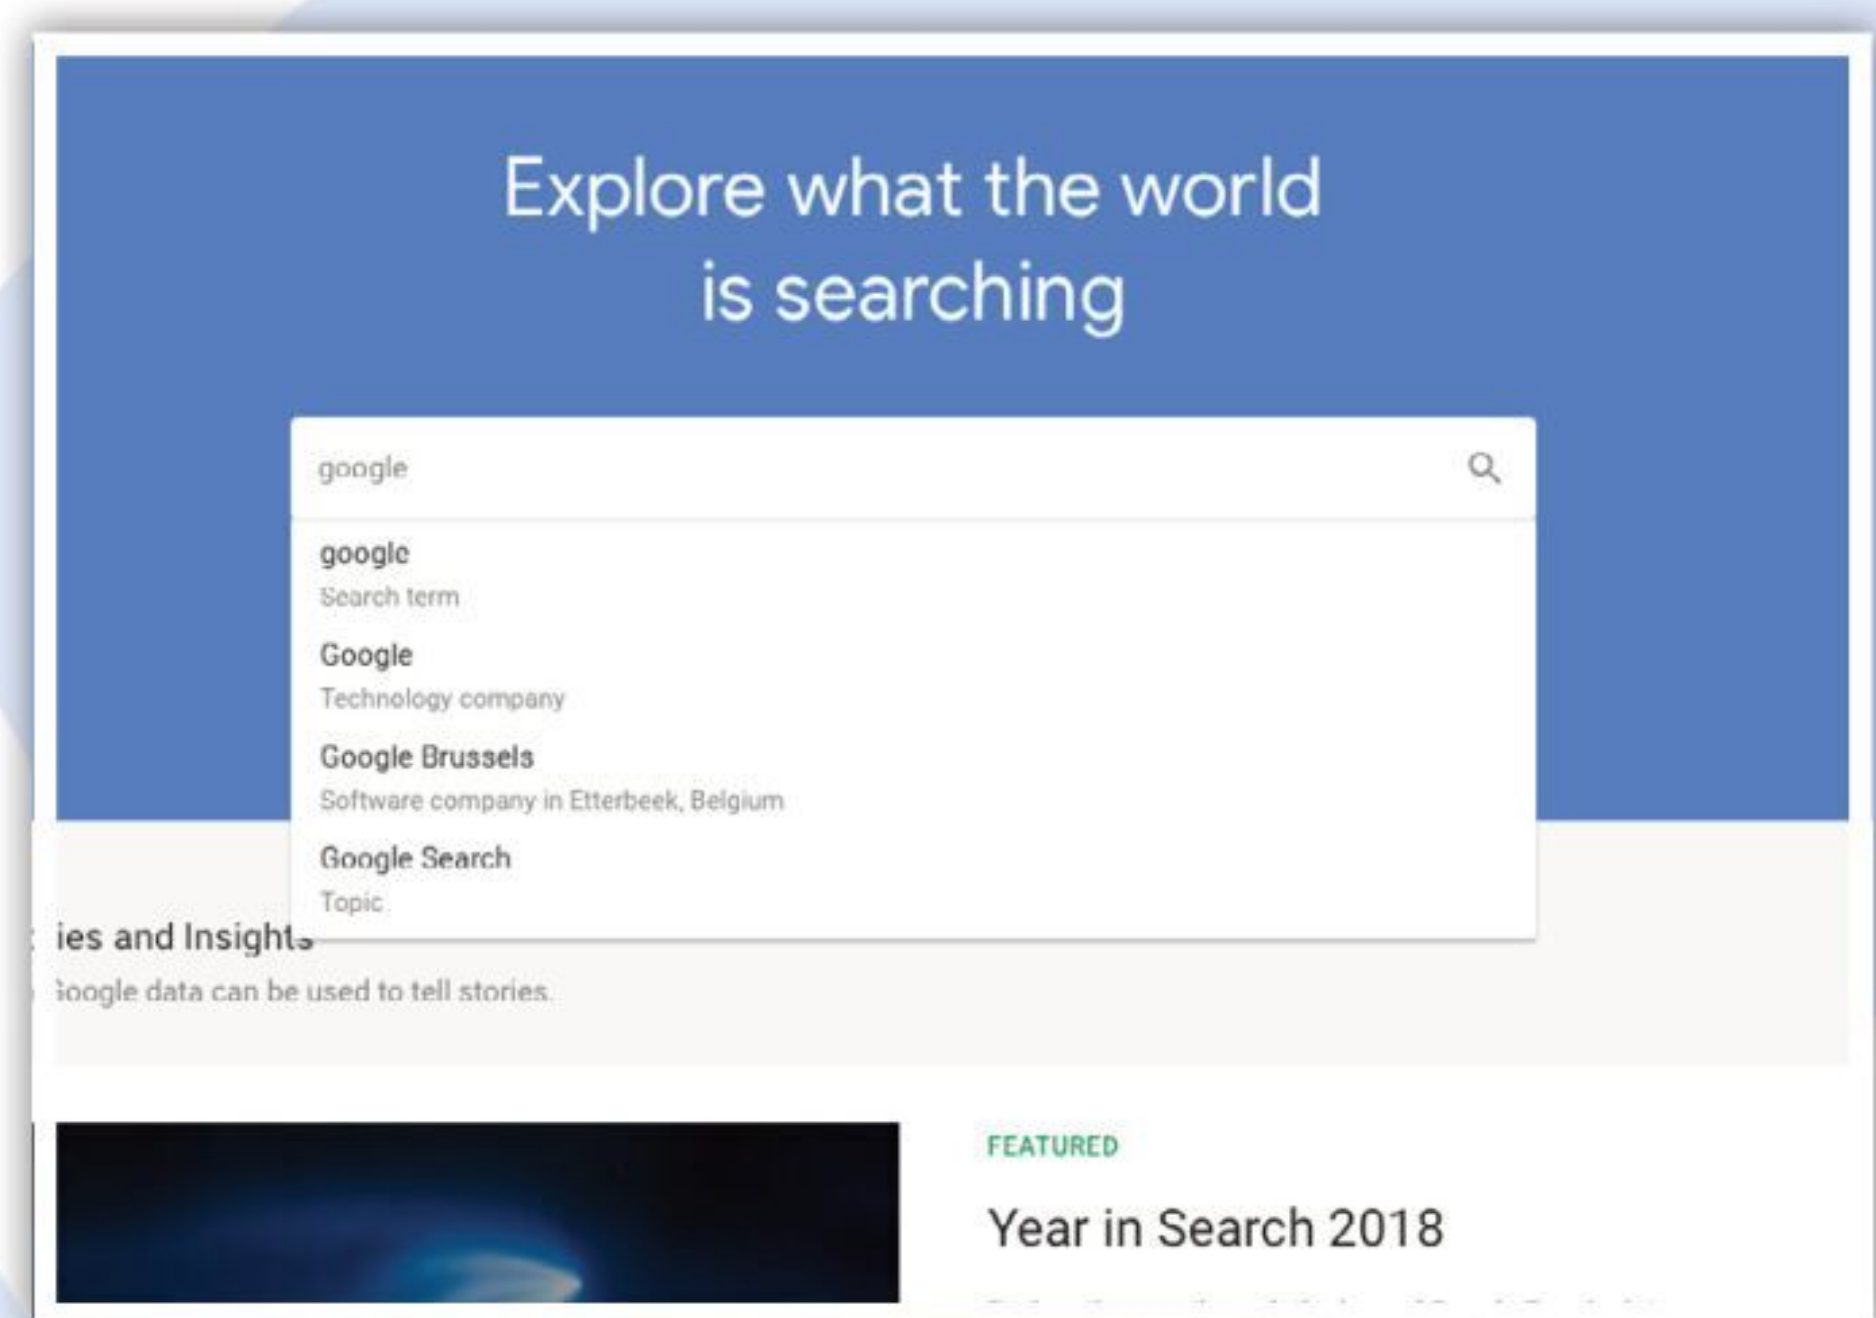 Explore what the world
is searching
google
google
Search term
Google
Technology company
Google Brussels
Software company in Etterbeek, Belgium
Google Search
Topic
ies and Insights
oogle data can be used to tell stories.
FEATURED
Year in Search 2018